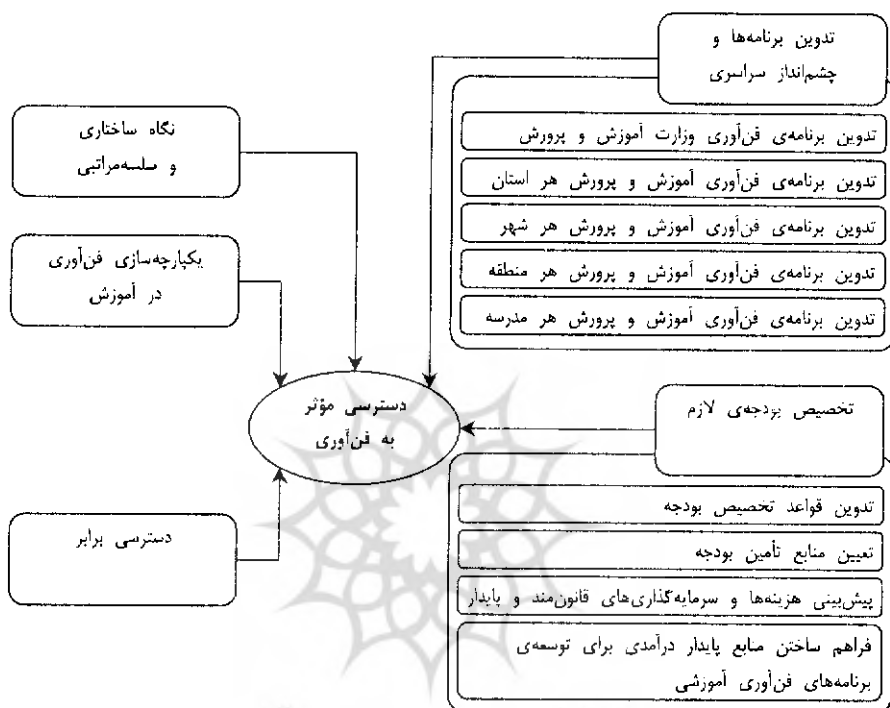 تدوین برنامه‌ها و
چشم‌انداز سراسری
تدوین برنامه‌ی فن‌آوری وزارت آموزش و پرورش
تدوین برنامه‌ی فن‌آوری آموزش و پرورش هر استان
تدوین برنامه‌ی فن‌آوری آموزش و پرورش هر شهر
تدوین برنامه‌ی فن‌آوری آموزش و پرورش هر منطقه
تدوین برنامه‌ی فن‌آوری آموزش و پرورش هر مدرسه
نگاه ساختاری
و سلسه‌مراتبی
یکپارچه‌سازی فن‌آوری
در آموزش
دسترسی مؤثر
به فن‌آوری
دسترسی برابر
تخصیص بودجه‌ی لازم
تدوین قواعد تخصیص بودجه
تعیین منابع تأمین بودجه
پیش‌بینی هزینه‌ها و سرمایه‌گذاری‌های قانون‌مند و پایدار
فراهم ساختن منابع پایدار درآمدی برای توسعه‌ی
برنامه‌های فن‌آوری آموزشی